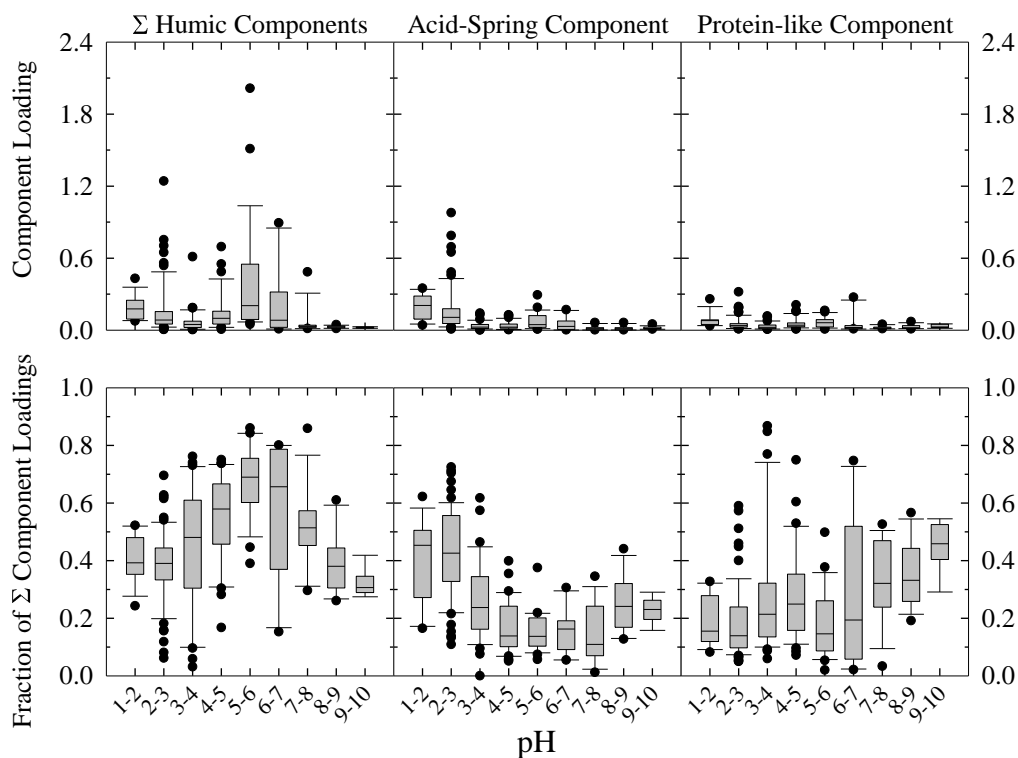 Σ Humic Components Acid-Spring Component Protein-like Component
Component Loading
2.4 2.4
1.8 1.8
1.2 1.2
0.6 0.6
0.0 0.0
Fraction of Σ Component Loadings
1.0 1.0
0.8 0.8
0.6 0.6
0.4 0.4
0.2 0.2
0.0 0.0
1-2 2-3 3-4 4-5 5-6 6-7 7-8 8-9 9-10 1-2 2-3 3-4 4-5 5-6 6-7 7-8 8-9 9-10 1-2 2-3 3-4 4-5 5-6 6-7 7-8 8-9 9-10
pH